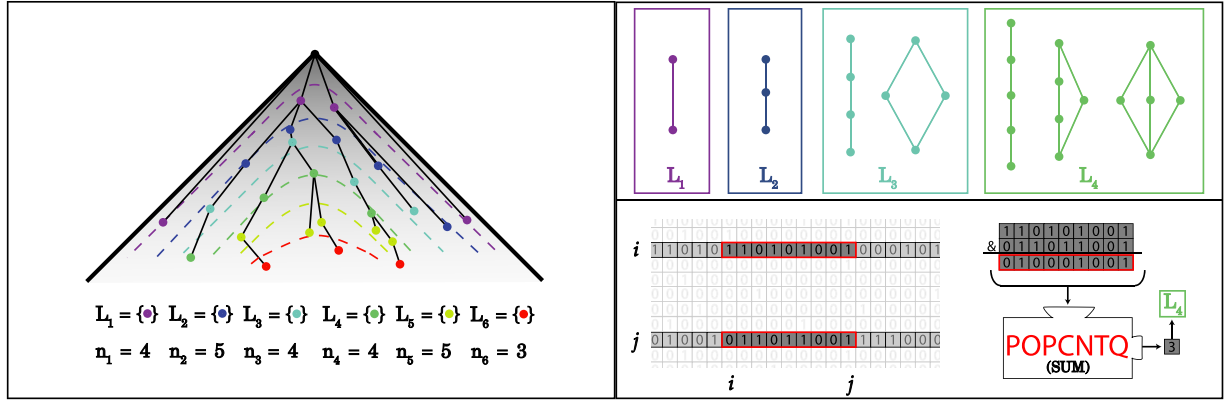 L1 L2 L3 L4
L1 = {•} L2 = {•} L3 = {•} L4 = {•} L5 = {•} L6 = {•}
n1 = 4 n2 = 5 n3 = 4 n4 = 4 n5 = 5 n6 = 3
i 1 1 0 1 0 1 1 0 1 0 1 0 0 1 0 0 0 1 0 1
j 0 1 0 0 1 0 1 1 0 1 1 0 0 1 1 1 1 0 0 0
i j
1 1 0 1 0 1 0 0 1
& 0 1 1 0 1 1 0 0 1
0 1 0 0 0 1 0 0 1
L4
POPCNTQ 3
(SUM)